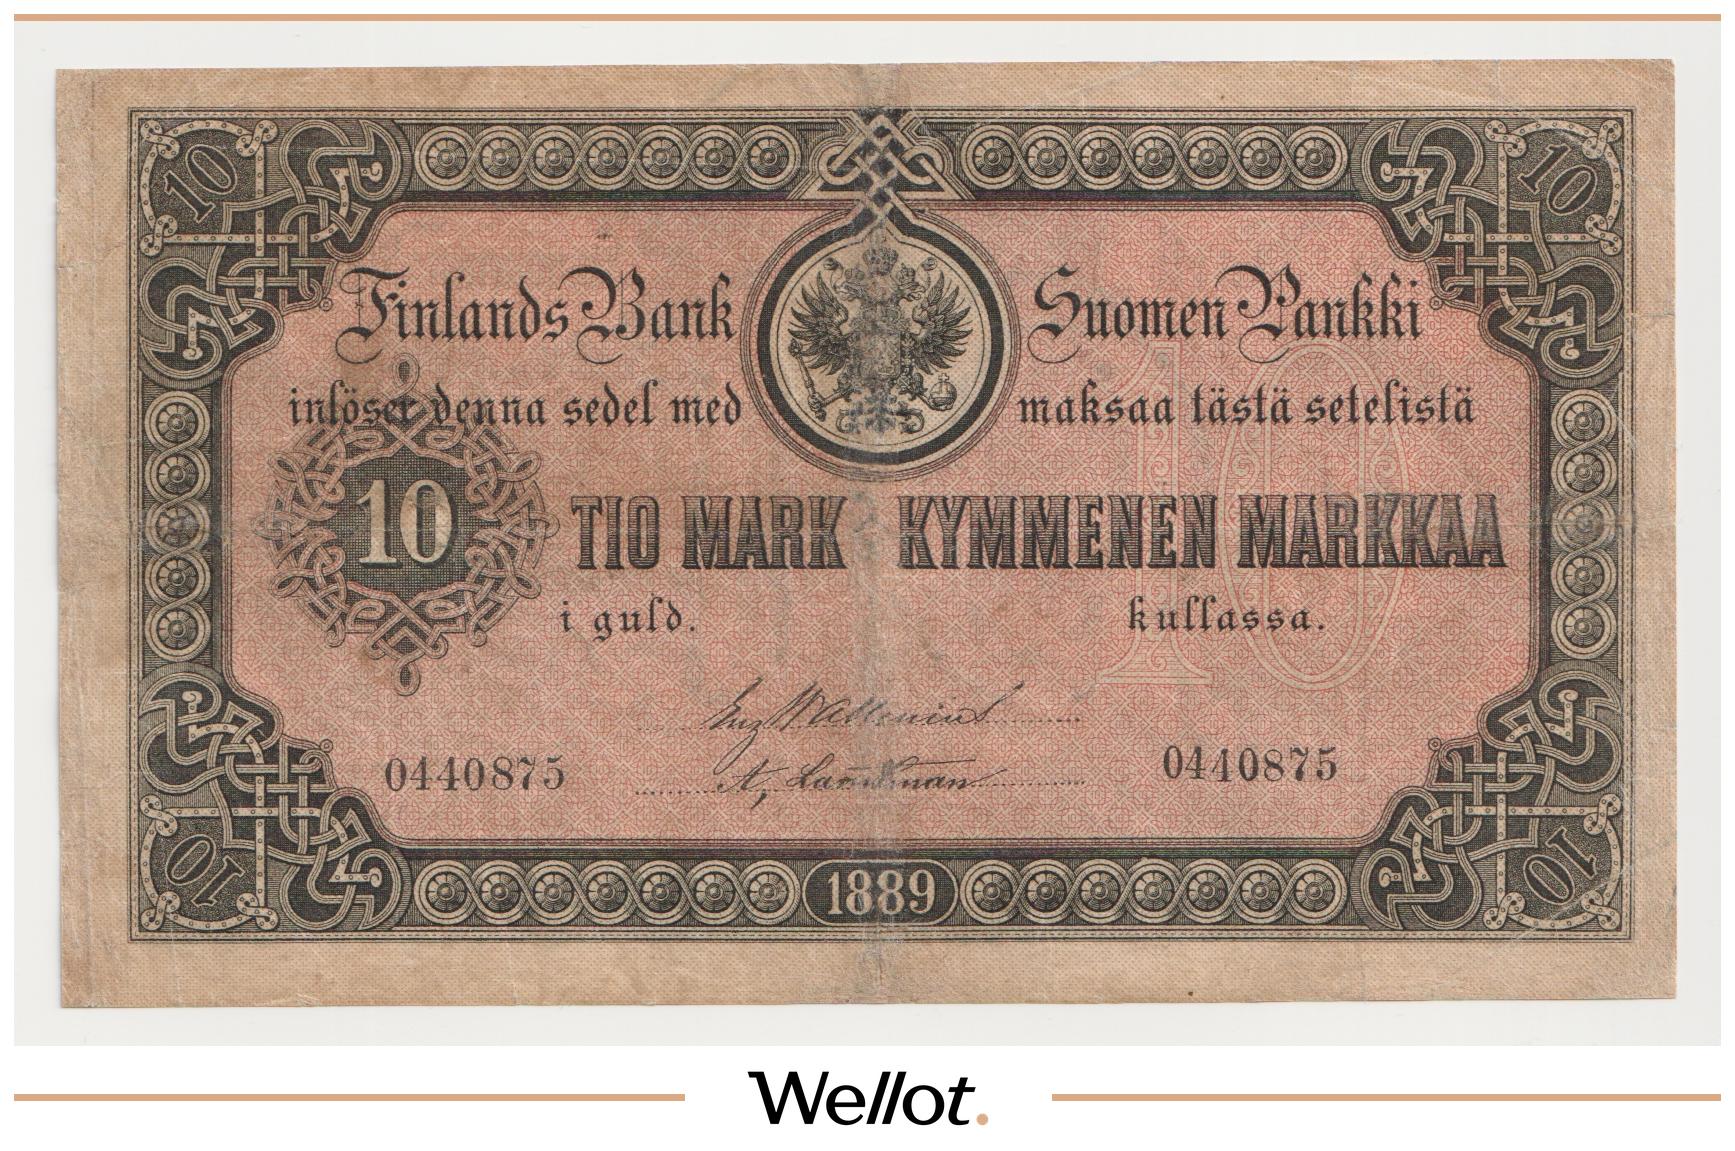 10
10
Finlands Bank
Suomen Pankki
inlöser denna sedel med
maksaa tästä setelistä
10
10
TIO MARK
KYMMENEN MARKKAA
i guld.
kullassa.
0440875
0440875
10
10
1889
Wellot.